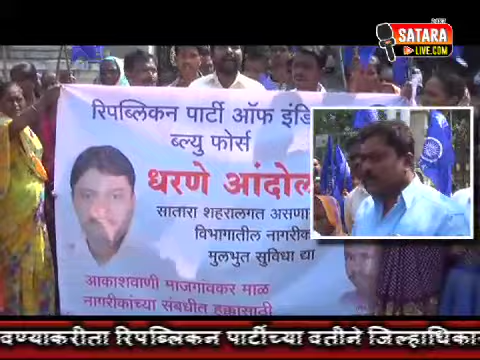 SATARA
LIVE.COM
रिपब्लिकन पार्टी ऑफ इंडि
ब्ल्यु फोर्स
धरणे आंदोल
सातारा शहरालगत असणा
विभागातील नागरीक
मुलभुत सुविधा द्या
आकाशवाणी माजगांवकर माळ
नागरीकांच्या संबधीत हक्कासाठी
वण्याकरीता रिपब्लिकन पार्टीच्या वतीने जिल्हाधिका